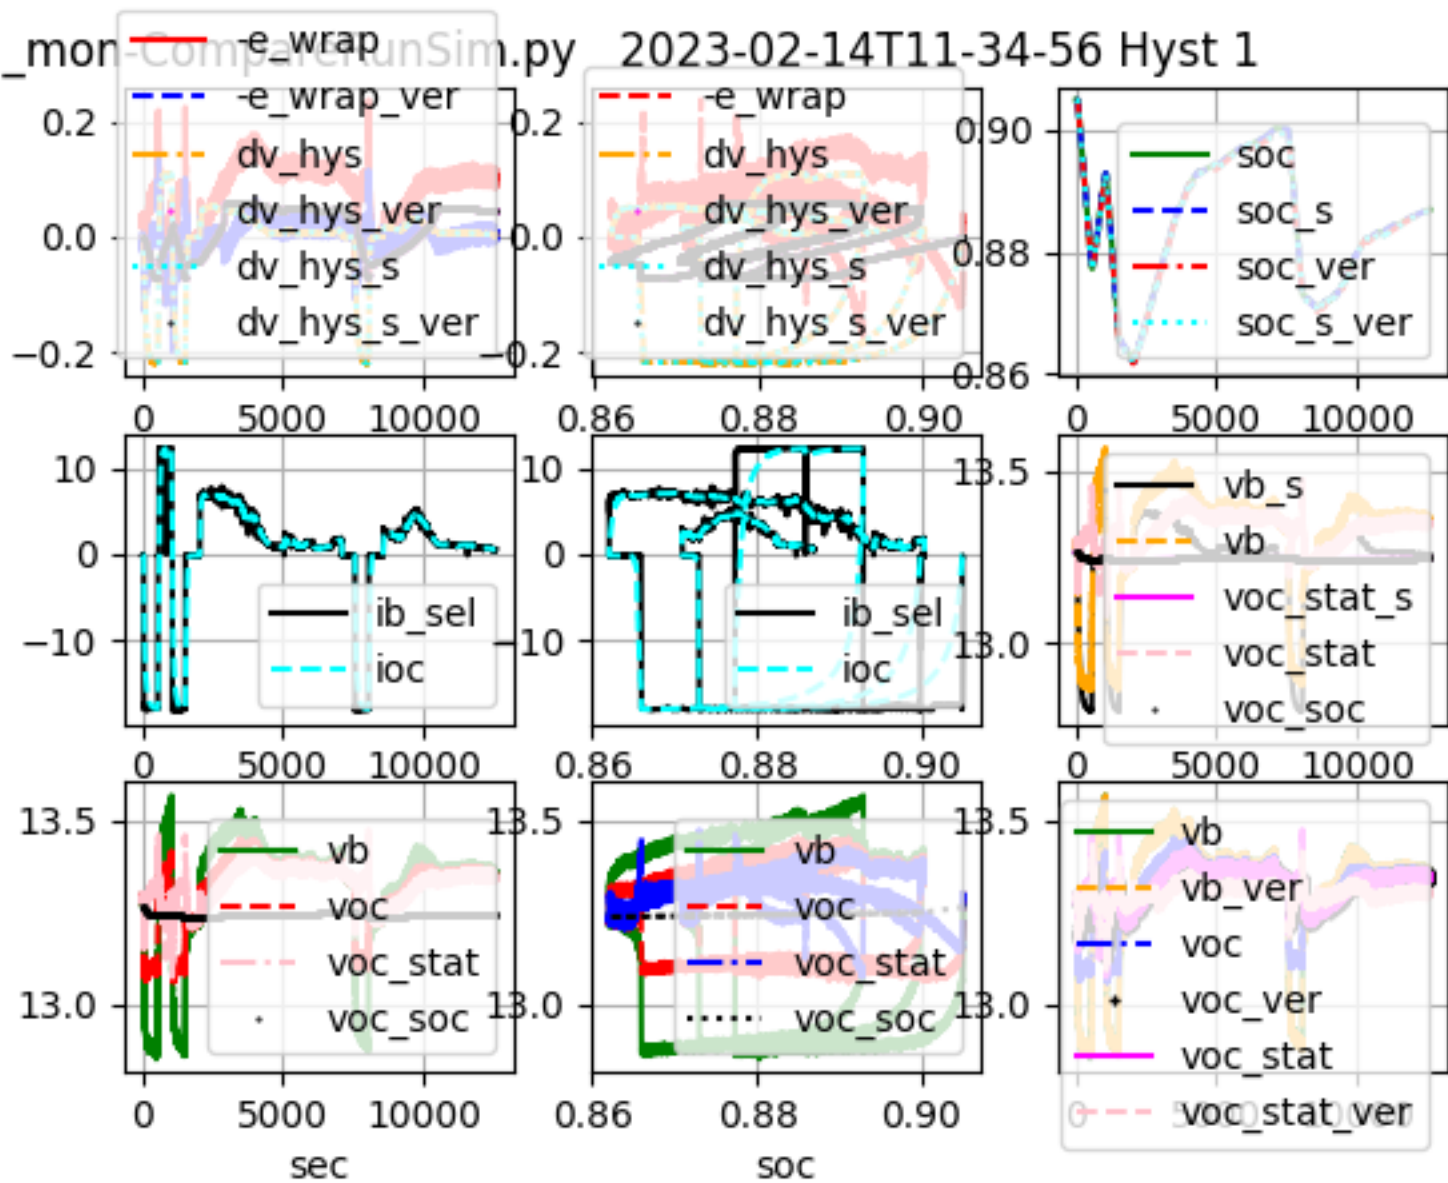 _mon-CompareRunSim.py 2023-02-14T11-34-56 Hyst 1
-e_wrap
-e_wrap_ver
dv_hys
dv_hys_ver
dv_hys_s
dv_hys_s_ver
0.2
0.0
−0.2
0 5000 10000
-e_wrap
dv_hys
dv_hys_ver
dv_hys_s
dv_hys_s_ver
0.2
0.0
−0.2
0.86 0.88 0.90
soc
soc_s
soc_ver
soc_s_ver
0.90
0.88
0.86
0 5000 10000
ib_sel
ioc
10
0
−10
0 5000 10000
ib_sel
ioc
10
0
−10
0.86 0.88 0.90
vb_s
vb
voc_stat_s
voc_stat
voc_soc
13.5
13.0
0 5000 10000
vb
voc
voc_stat
voc_soc
13.5
13.0
0 5000 10000
sec
vb
voc
voc_stat
voc_soc
13.5
13.0
0.86 0.88 0.90
soc
vb
vb_ver
voc
voc_ver
voc_stat
voc_stat_ver
13.5
13.0
0 5000 10000